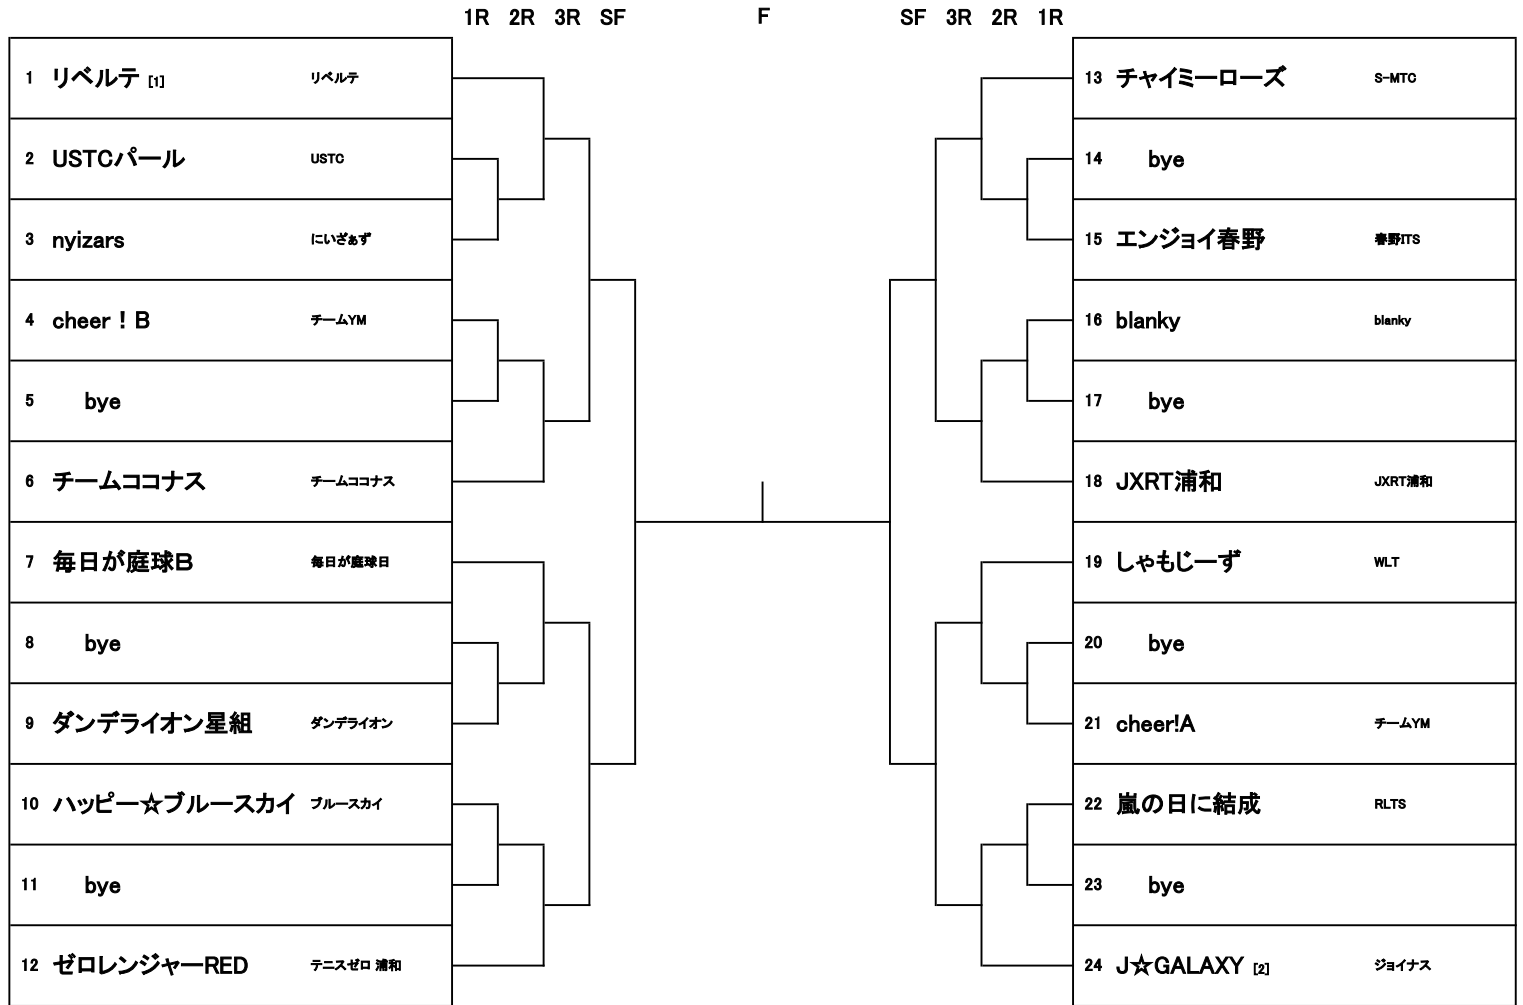 1R 2R 3R SF F SF 3R 2R 1R
1 リベルテ [1] リベルテ
2 USTCパール USTC
3 nyizars にいざぁず
4 cheer！B チームYM
5 bye
6 チームココナス チームココナス
7 毎日が庭球B 毎日が庭球日
8 bye
9 ダンデライオン星組 ダンデライオン
10 ハッピー☆ブルースカイ ブルースカイ
11 bye
12 ゼロレンジャーRED テニスゼロ 浦和
13 チャイミーローズ S-MTC
14 bye
15 エンジョイ春野 春野ITS
16 blanky blanky
17 bye
18 JXRT浦和 JXRT浦和
19 しゃもじーず WLT
20 bye
21 cheer!A チームYM
22 嵐の日に結成 RLTS
23 bye
24 J☆GALAXY [2] ジョイナス